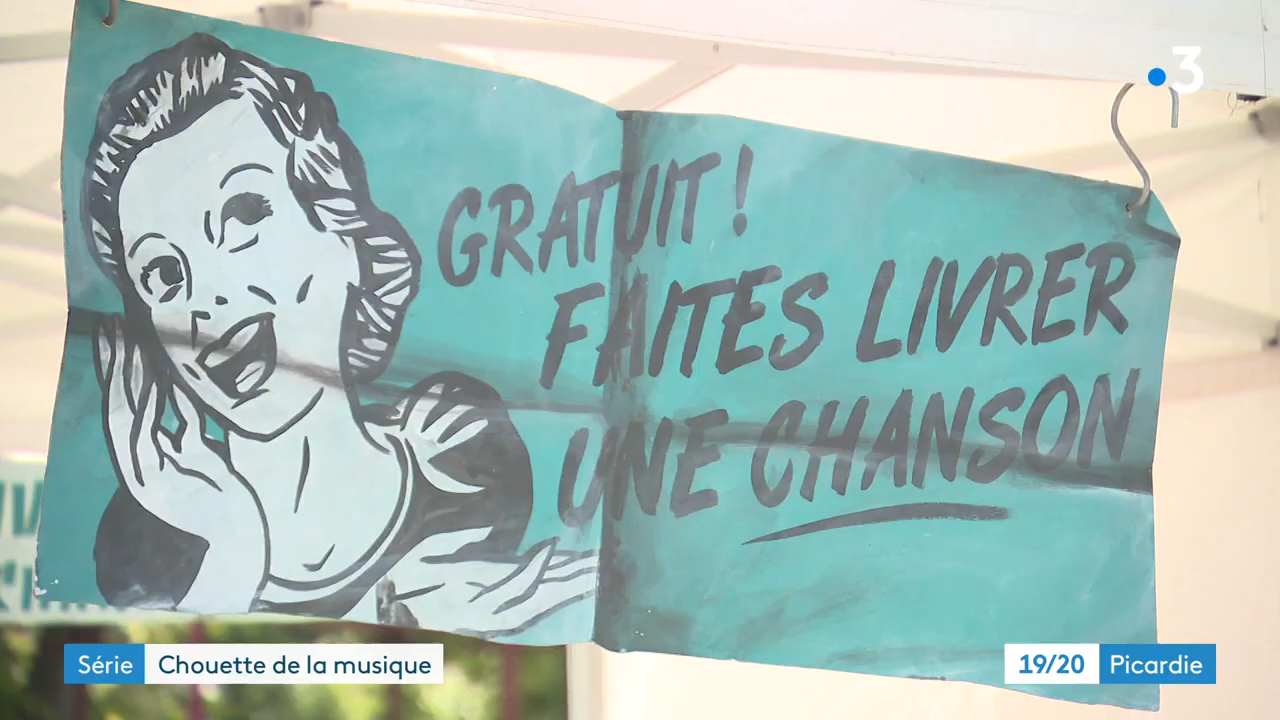 3
GRATUIT !
FAITES LIVRER
UNE CHANSON
Série Chouette de la musique
19/20 Picardie